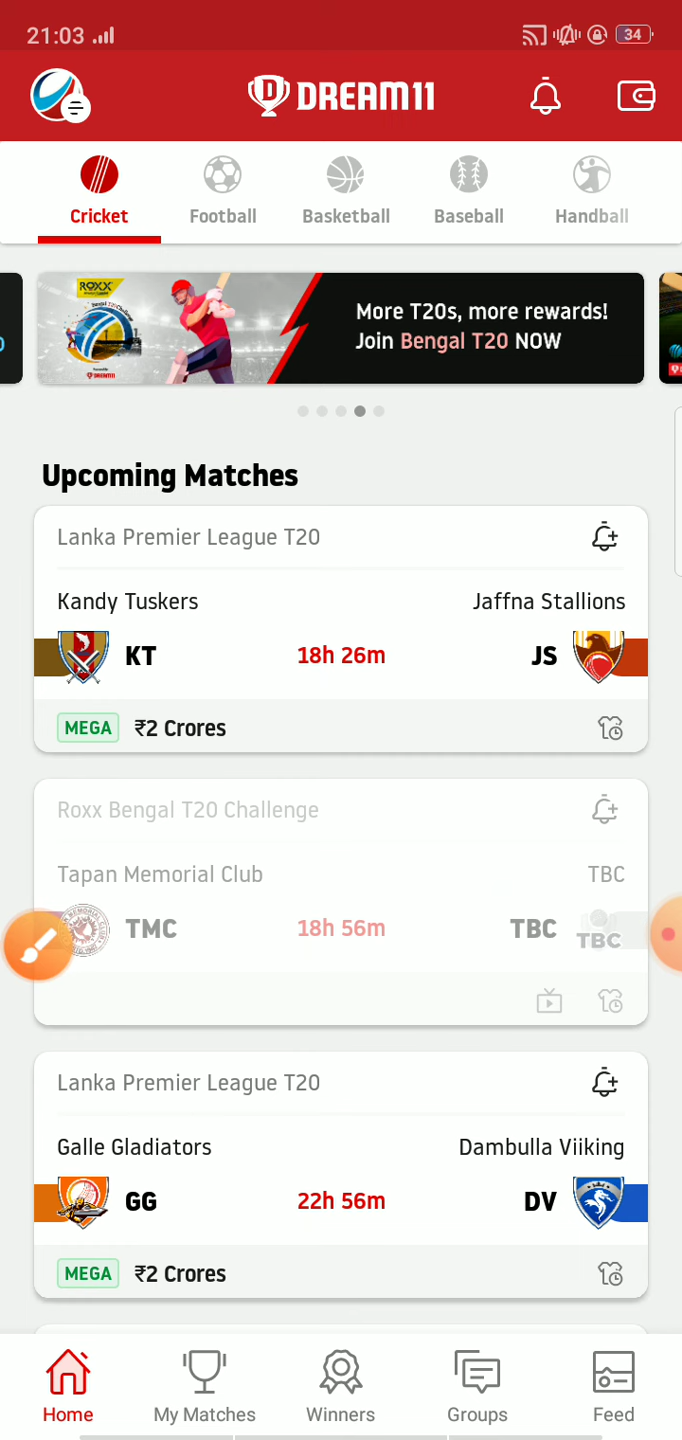 21:03
34
DREAM11
Cricket
Football
Basketball
Baseball
Handball
ROXX
More T20s, more rewards!
Join Bengal T20 NOW
DREAM11
Upcoming Matches
Lanka Premier League T20
Kandy Tuskers
Jaffna Stallions
KT
18h 26m
JS
MEGA
₹2 Crores
Roxx Bengal T20 Challenge
Tapan Memorial Club
TBC
TMC
18h 56m
TBC
TBC
Lanka Premier League T20
Galle Gladiators
Dambulla Viiking
GG
22h 56m
DV
MEGA
₹2 Crores
Home
My Matches
Winners
Groups
Feed